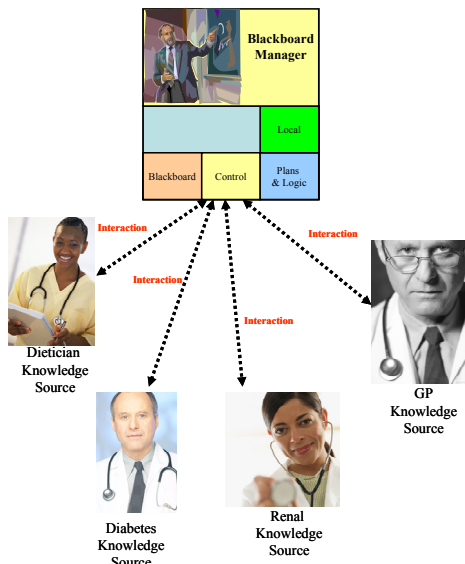 Blackboard
Manager
Local
Blackboard
Control
Plans
& Logic
Interaction
Interaction
Interaction
Interaction
Dietician
Knowledge
Source
GP
Knowledge
Source
Diabetes
Knowledge
Source
Renal
Knowledge
Source